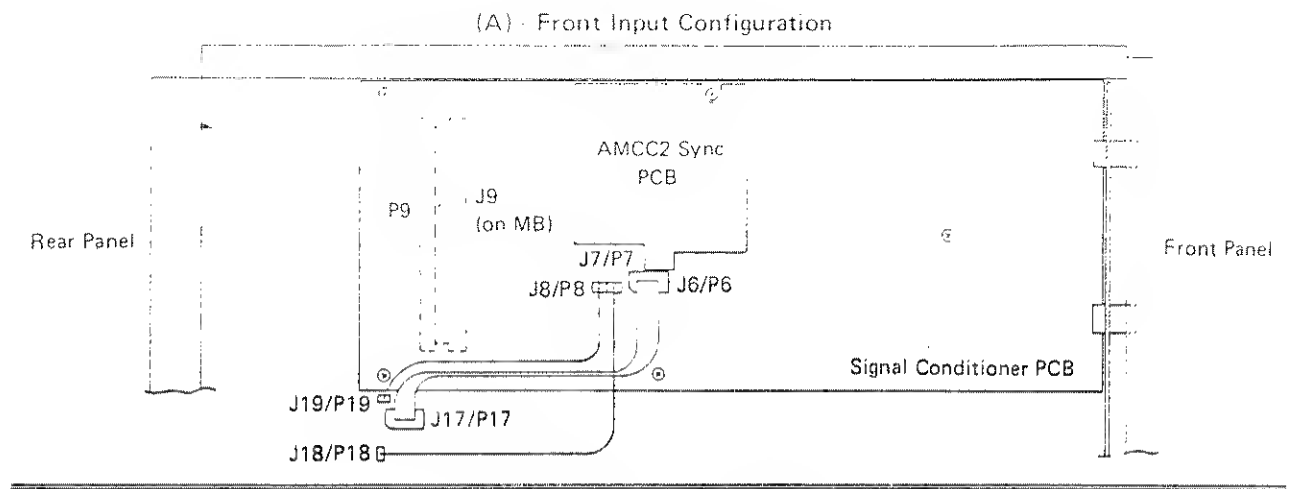 (A) - Front Input Configuration
AMCC2 Sync
PCB
P9
J9
(on MB)
Rear Panel
Front Panel
J7/P7
J8/P8
J6/P6
Signal Conditioner PCB
J19/P19
J17/P17
J18/P18